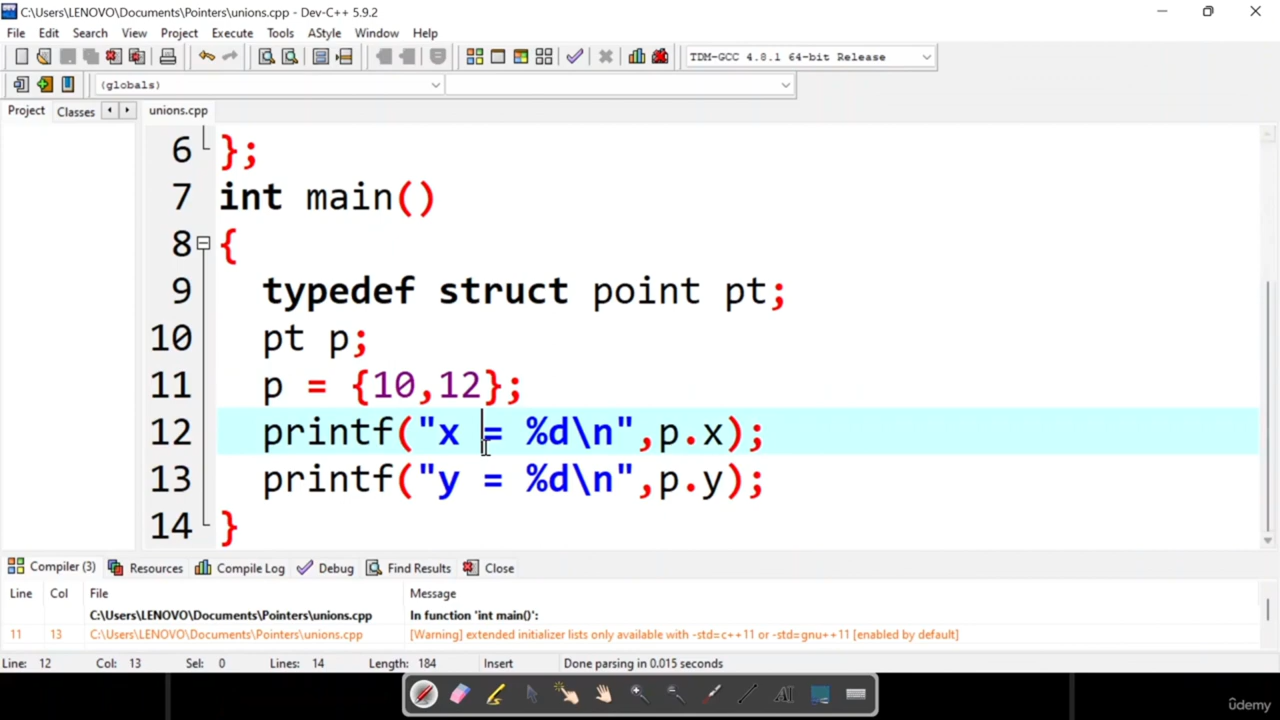 C:\Users\LENOVO\Documents\Pointers\unions.cpp - Dev-C++ 5.9.2
File Edit Search View Project Execute Tools AStyle Window Help
TDM-GCC 4.8.1 64-bit Release
(globals)
Project Classes unions.cpp
6 };
7 int main()
8 {
9 typedef struct point pt;
10 pt p;
11 p = {10,12};
12 printf("x = %d\n",p.x);
13 printf("y = %d\n",p.y);
14 }
Compiler (3) Resources Compile Log Debug Find Results Close
Line Col File Message
C:\Users\LENOVO\Documents\Pointers\unions.cpp In function 'int main()':
11 13 C:\Users\LENOVO\Documents\Pointers\unions.cpp [Warning] extended initializer lists only available with -std=c++11 or -std=gnu++11 [enabled by default]
Line: 12 Col: 13 Sel: 0 Lines: 14 Length: 184 Insert Done parsing in 0.015 seconds
AI
ûdemy